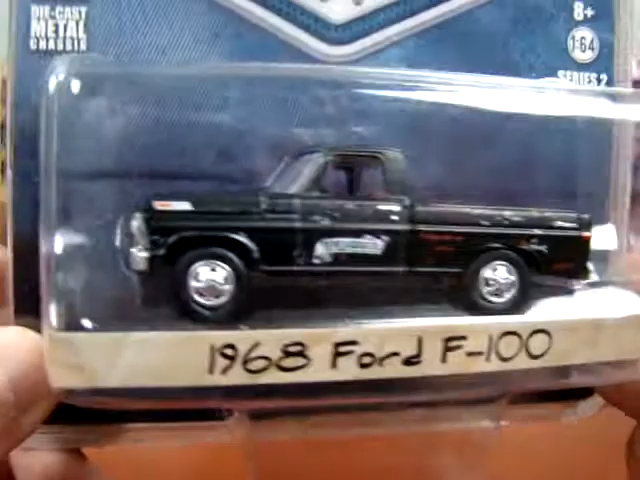 DIE-CAST
METAL
CHASSIS
8+
1:64
SERIES 2
1968 Ford F-100